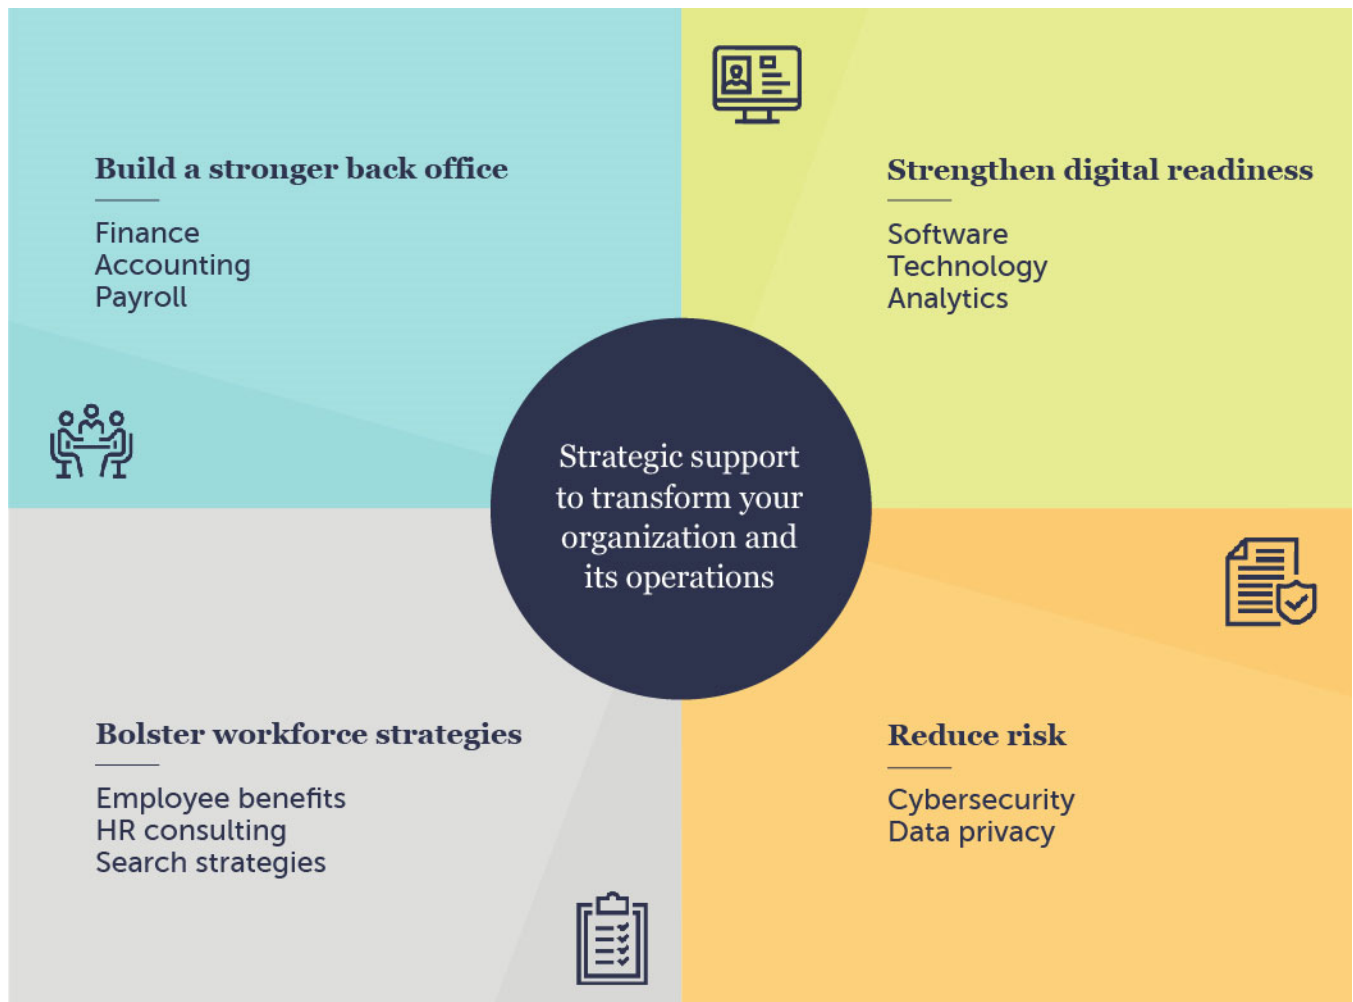 Build a stronger back office
Finance
Accounting
Payroll
Strengthen digital readiness
Software
Technology
Analytics
Strategic support
to transform your
organization and
its operations
Bolster workforce strategies
Employee benefits
HR consulting
Search strategies
Reduce risk
Cybersecurity
Data privacy